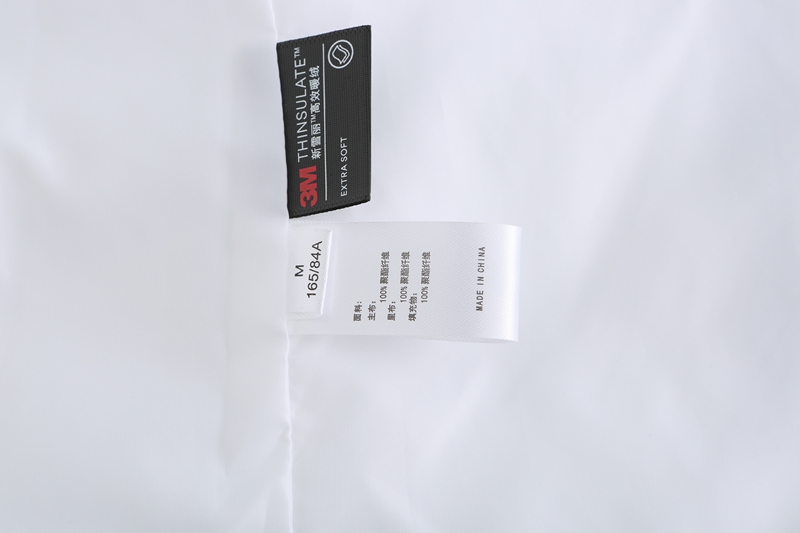 3M THINSULATE™
新雪丽™高效暖绒
EXTRA SOFT
M
165/84A
面料:
主布:
100% 聚酯纤维
里布:
100% 聚酯纤维
填充物:
100% 聚酯纤维
MADE IN CHINA